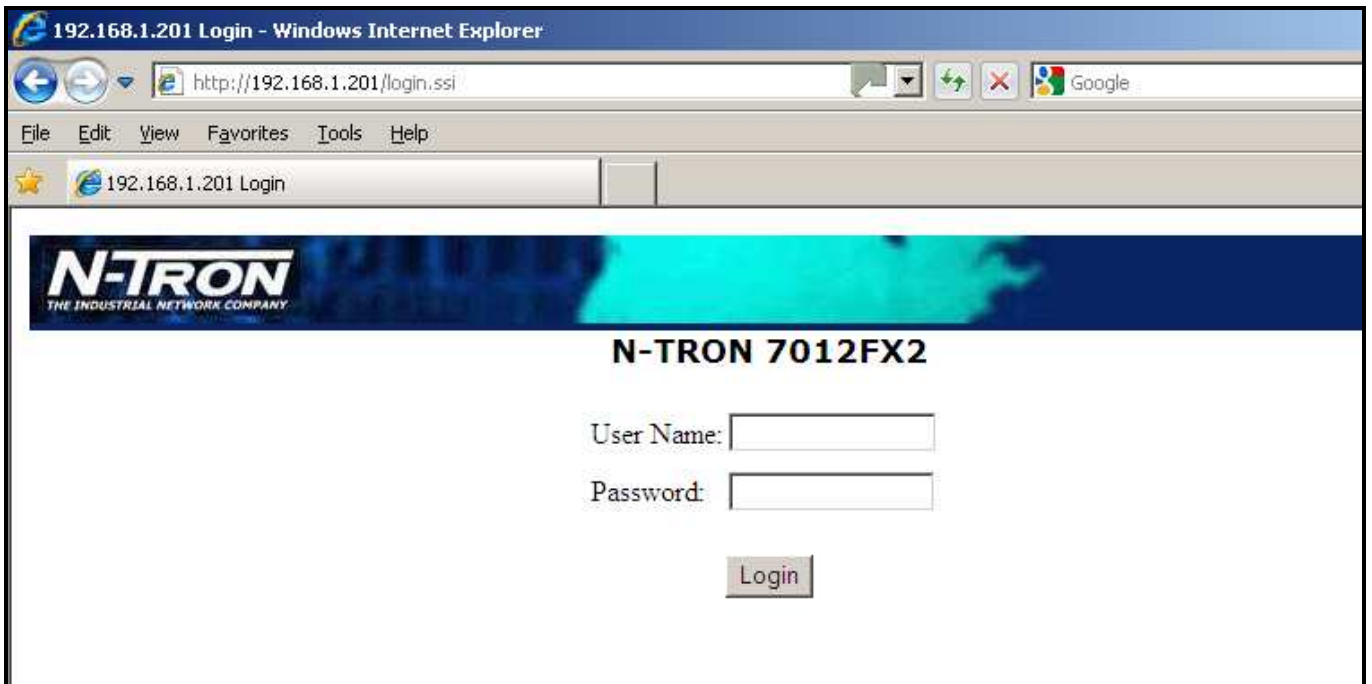 192.168.1.201 Login - Windows Internet Explorer
http://192.168.1.201/login.ssi
Google
File Edit View Favorites Tools Help
192.168.1.201 Login
N-TRON
THE INDUSTRIAL NETWORK COMPANY
N-TRON 7012FX2
User Name:
Password:
Login